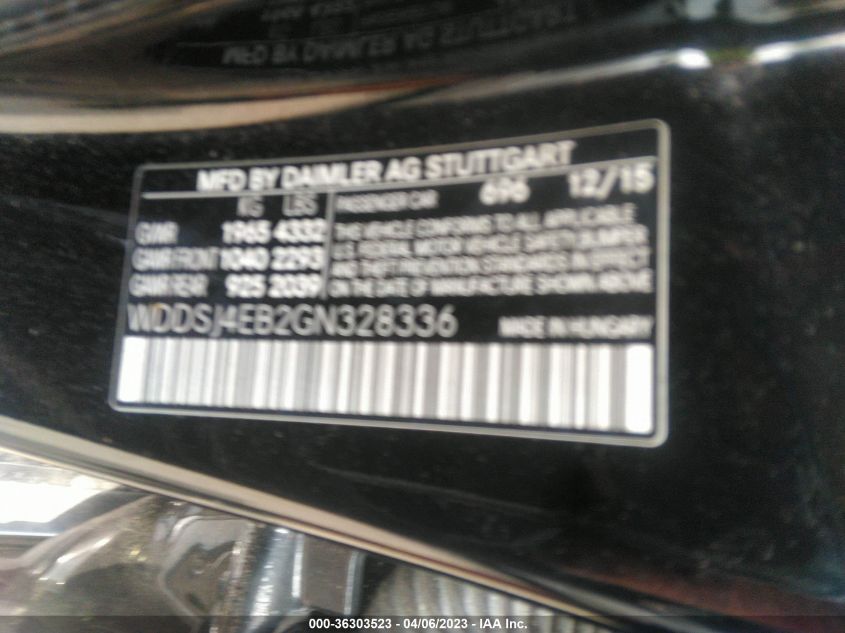 MFD BY DAIMLER AG STUTTGART
KG LBS PASSENGER CAR 696 12/15
GVWR 1965 4332 THE VEHICLE CONFORMS TO ALL APPLICABLE
GAWR FRONT 1040 2293 U.S. FEDERAL MOTOR VEHICLE SAFETY BUMPER
GAWR REAR 925 2039 AND THEFT PREVENTION STANDARDS IN EFFECT
ON THE DATE OF MANUFACTURE SHOWN ABOVE
WDDSJ4EB2GN328336 MADE IN HUNGARY
000-36303523 - 04/06/2023 - IAA Inc.